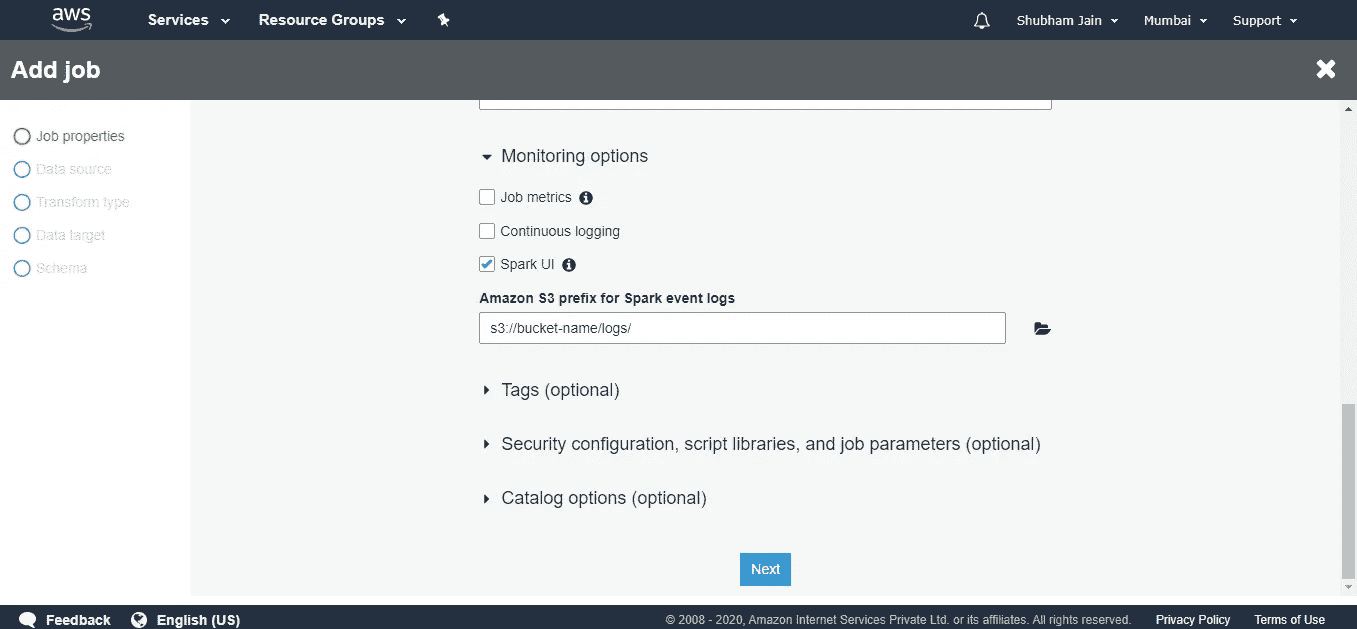 aws Services Resource Groups Shubham Jain Mumbai Support
Add job
Job properties
Data source
Transform type
Data target
Schema
Monitoring options
Job metrics
Continuous logging
Spark UI
Amazon S3 prefix for Spark event logs
s3://bucket-name/logs/
Tags (optional)
Security configuration, script libraries, and job parameters (optional)
Catalog options (optional)
Next
Feedback English (US) © 2008 - 2020, Amazon Internet Services Private Ltd. or its affiliates. All rights reserved. Privacy Policy Terms of Use